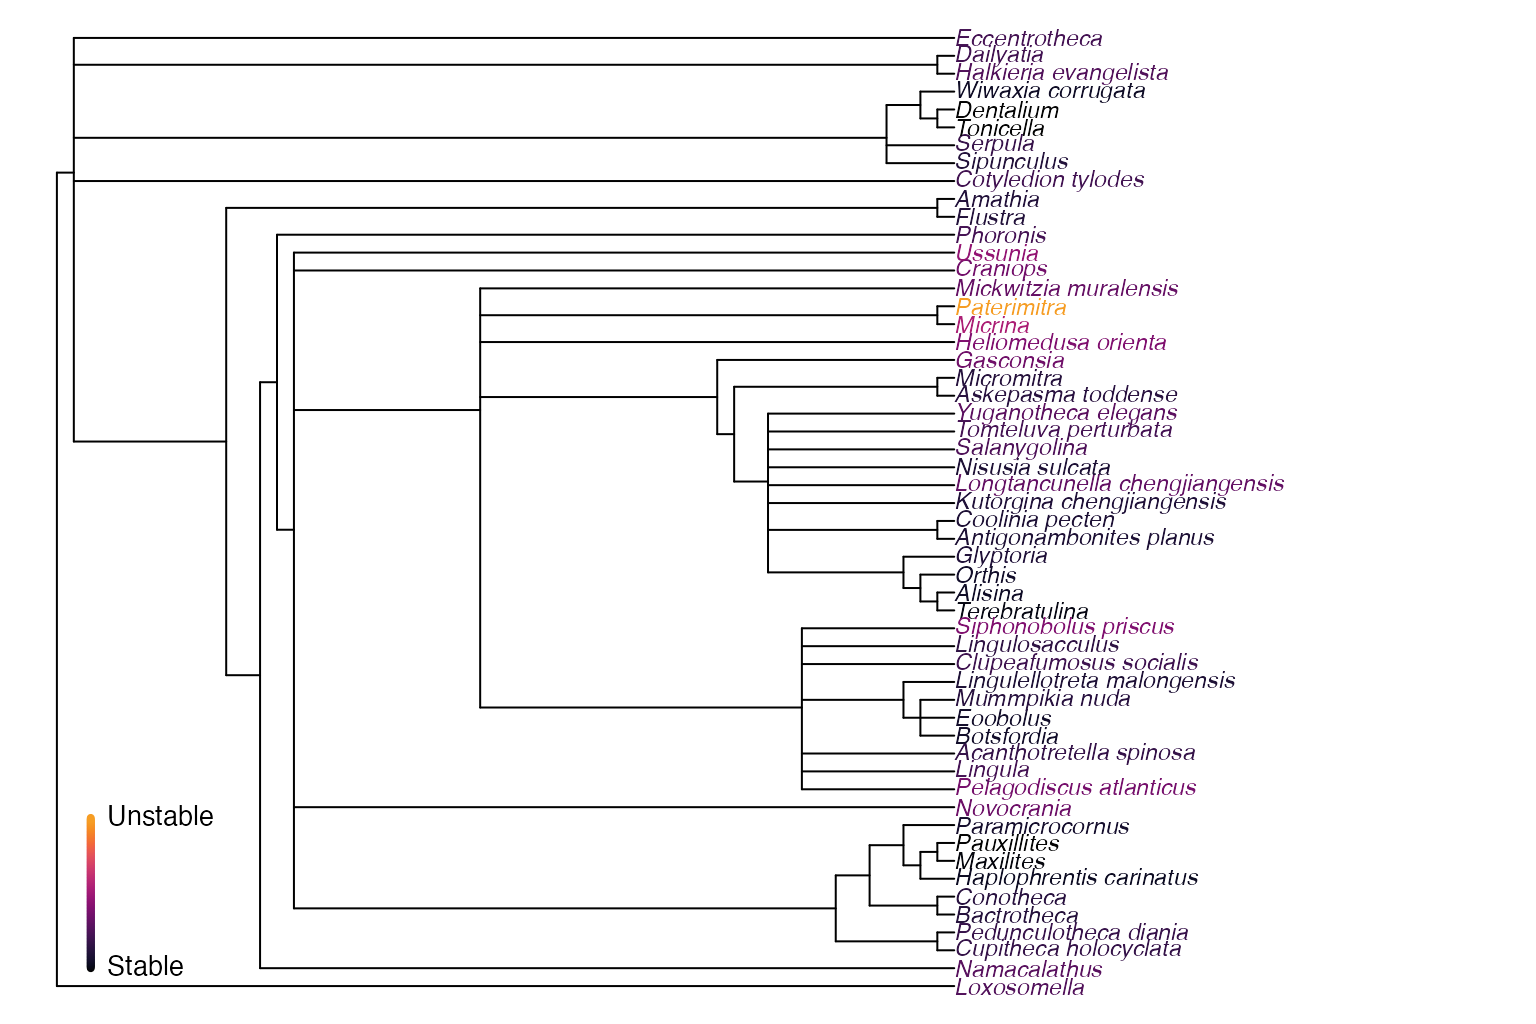 Eccentrotheca
Dailyatia
Halkieria evangelista
Wiwaxia corrugata
Dentalium
Tonicella
Serpula
Sipunculus
Cotyledion tylodes
Amathia
Flustra
Phoronis
Ussunia
Craniops
Mickwitzia muralensis
Paterimitra
Micrina
Heliomedusa orienta
Gasconsia
Micromitra
Askepasma toddense
Yuganotheca elegans
Tomteluva perturbata
Salanygolina
Nisusia sulcata
Longtancunella chengjiangensis
Kutorgina chengjiangensis
Coolinia pecten
Antigonambonites planus
Glyptoria
Orthis
Alisina
Terebratulina
Siphonobolus priscus
Lingulosacculus
Clupeafumosus socialis
Lingulellotreta malongensis
Mummpikia nuda
Eoobolus
Botsfordia
Acanthotretella spinosa
Lingula
Pelagodiscus atlanticus
Novocrania
Paramicrocornus
Pauxillites
Maxilites
Haplophrentis carinatus
Conotheca
Bactrotheca
Pedunculotheca diania
Cupitheca holocyclata
Namacalathus
Loxosomella
Unstable
Stable